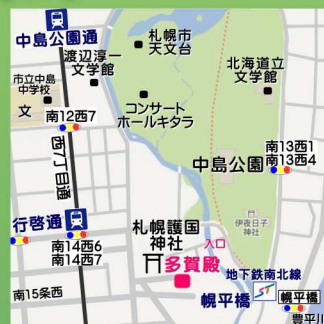 中島公園通
札幌市
天文台
渡辺淳一
文学館
北海道立
文学館
市立中島
中学校
文
コンサート
ホールキタラ
南12西7
西7丁目通
南13西1
南13西4
中島公園
行啓通
南14西6
南14西7
札幌護国
神社
伊夜日子
神社
入口
多賀殿
地下鉄南北線
南15条西
幌平橋
ST
幌平橋
豊平川